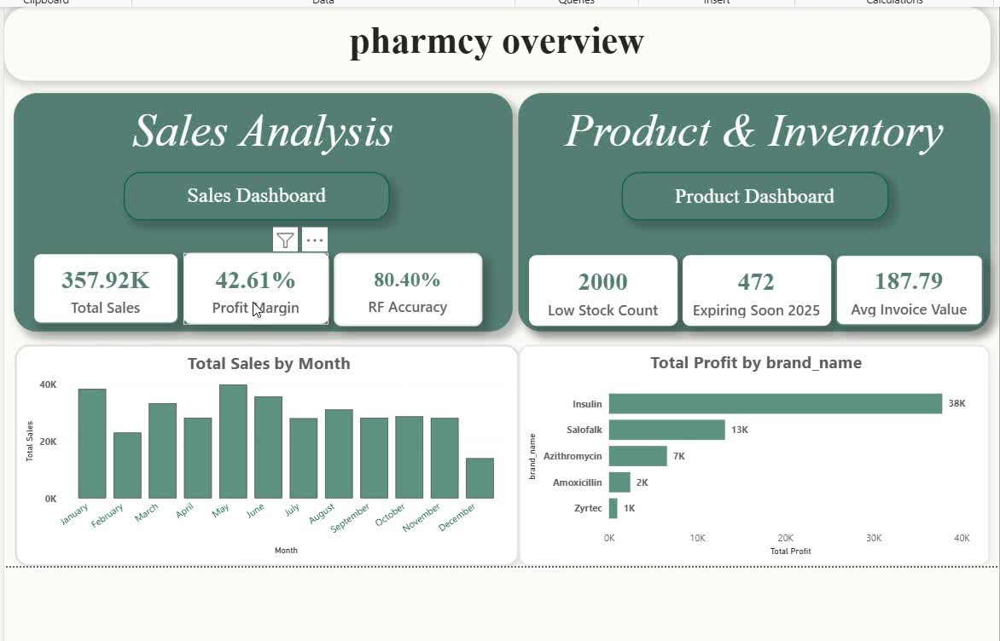 Clipboard
Data
Queries
Insert
Calculations
pharmcy overview
Sales Analysis
Sales Dashboard
357.92K
Total Sales
42.61%
Profit Margin
80.40%
RF Accuracy
Product & Inventory
Product Dashboard
2000
Low Stock Count
472
Expiring Soon 2025
187.79
Avg Invoice Value
Total Sales by Month
Total Sales
40K
20K
0K
January
February
March
April
May
June
July
August
September
October
November
December
Month
Total Profit by brand_name
brand_name
Insulin
38K
Salofalk
13K
Azithromycin
7K
Amoxicillin
2K
Zyrtec
1K
0K
10K
20K
30K
40K
Total Profit